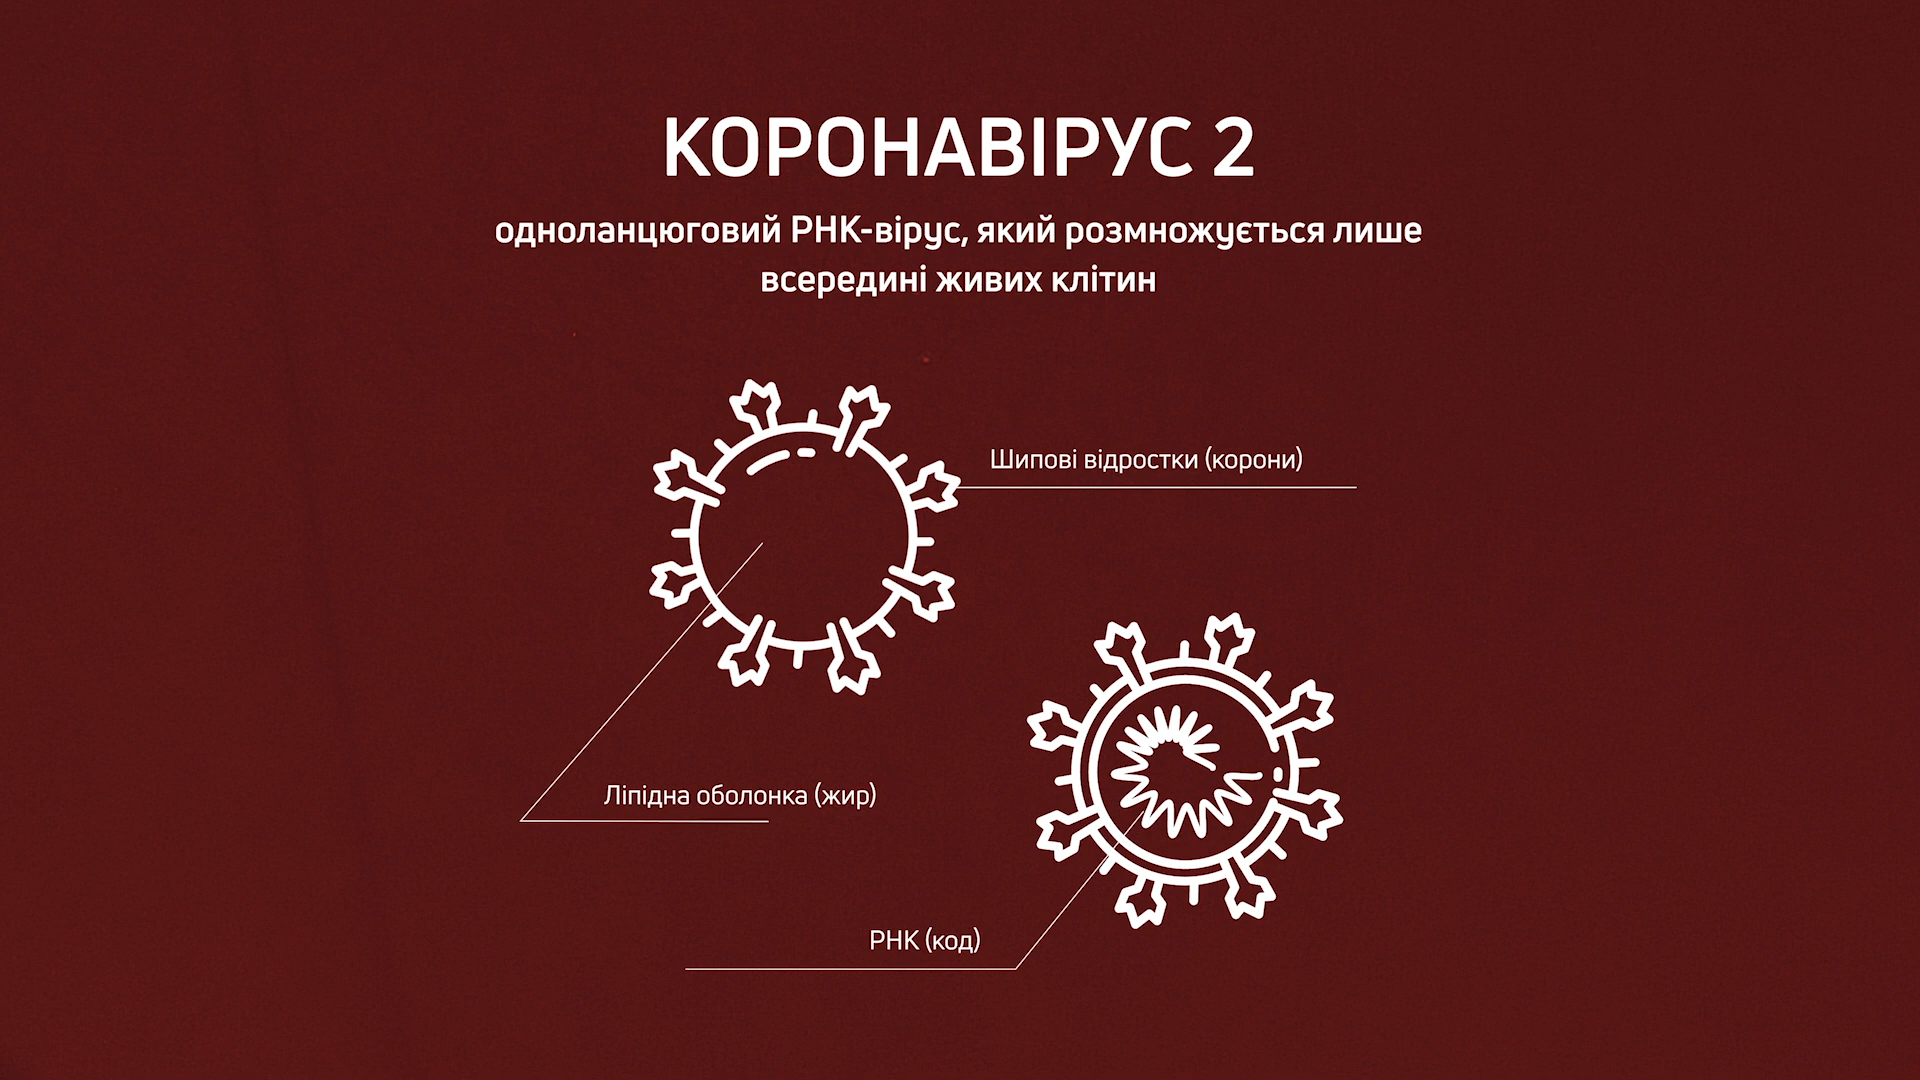 КОРОНАВІРУС 2
одноланцюговий РНК-вірус, який розмножується лише
всередині живих клітин
Шипові відростки (корони)
Ліпідна оболонка (жир)
РНК (код)